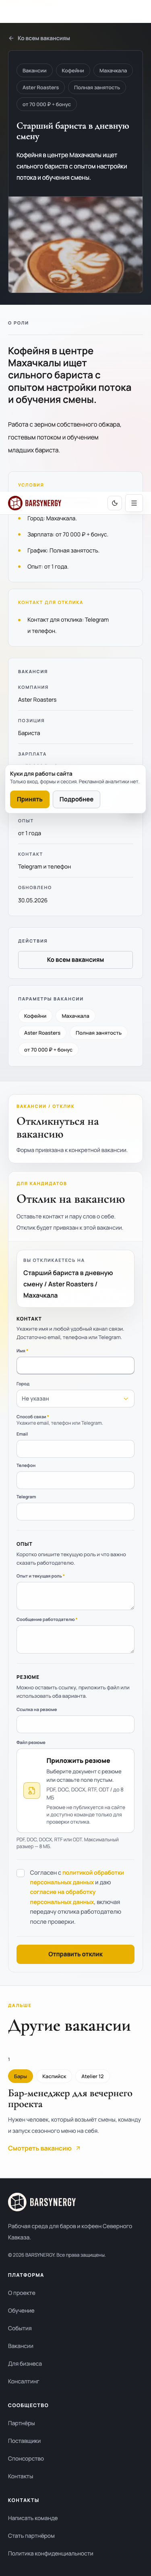 ← Ко всем вакансиям
Вакансии
Кофейни
Махачкала
Aster Roasters
Полная занятость
от 70 000 ₽ + бонус
Старший бариста в дневную
смену
Кофейня в центре Махачкалы ищет
сильного бариста с опытом настройки
потока и обучения смены.
О РОЛИ
Кофейня в центре
Махачкалы ищет
сильного бариста с
опытом настройки потока
и обучения смены.
Работа с зерном собственного обжара,
гостевым потоком и обучением
младших бариста.
УСЛОВИЯ
BARSYNERGY
Город: Махачкала.
Зарплата: от 70 000 ₽ + бонус.
График: Полная занятость.
Опыт: от 1 года.
КОНТАКТ ДЛЯ ОТКЛИКА
Контакт для отклика: Telegram
и телефон.
ВАКАНСИЯ
КОМПАНИЯ
Aster Roasters
ПОЗИЦИЯ
Бариста
ЗАРПЛАТА
Куки для работы сайта
Только вход, формы и сессия. Рекламной аналитики нет.
Принять
Подробнее
ОПЫТ
от 1 года
КОНТАКТ
Telegram и телефон
ОБНОВЛЕНО
30.05.2026
ДЕЙСТВИЯ
Ко всем вакансиям
ПАРАМЕТРЫ ВАКАНСИИ
Кофейни
Махачкала
Aster Roasters
Полная занятость
от 70 000 ₽ + бонус
ВАКАНСИИ / ОТКЛИК
Откликнуться на
вакансию
Форма привязана к конкретной вакансии.
ДЛЯ КАНДИДАТОВ
Отклик на вакансию
Оставьте контакт и пару слов о себе.
Отклик будет привязан к этой вакансии.
ВЫ ОТКЛИКАЕТЕСЬ НА
Старший бариста в дневную
смену / Aster Roasters /
Махачкала
КОНТАКТ
Укажите имя и любой удобный канал связи.
Достаточно email, телефона или Telegram.
Имя *
Город
Не указан
Способ связи *
Укажите email, телефон или Telegram.
Email
Телефон
Telegram
ОПЫТ
Коротко опишите текущую роль и что важно
сказать работодателю.
Опыт и текущая роль *
Сообщение работодателю *
РЕЗЮМЕ
Можно оставить ссылку, приложить файл или
использовать оба варианта.
Ссылка на резюме
Файл резюме
Приложить резюме
Выберите документ с резюме
или оставьте поле пустым.
PDF, DOC, DOCX, RTF, ODT / до 8
МБ
Резюме не публикуется на сайте
и доступно команде только для
проверки отклика.
PDF, DOC, DOCX, RTF или ODT. Максимальный
размер — 8 МБ.
Согласен с политикой обработки
персональных данных и даю
согласие на обработку
персональных данных, включая
передачу отклика работодателю
после проверки.
Отправить отклик
ДАЛЬШЕ
Другие вакансии
1
Бары
Каспийск
Atelier 12
Бар-менеджер для вечернего
проекта
Нужен человек, который возьмёт смены, команду
и запуск сезонного меню на себя.
Смотреть вакансию ↗
BARSYNERGY
Рабочая среда для баров и кофеен Северного
Кавказа.
© 2026 BARSYNERGY. Все права защищены.
ПЛАТФОРМА
О проекте
Обучение
События
Вакансии
Для бизнеса
Консалтинг
СООБЩЕСТВО
Партнёры
Поставщики
Спонсорство
Контакты
КОНТАКТЫ
Написать команде
Стать партнёром
Политика конфиденциальности